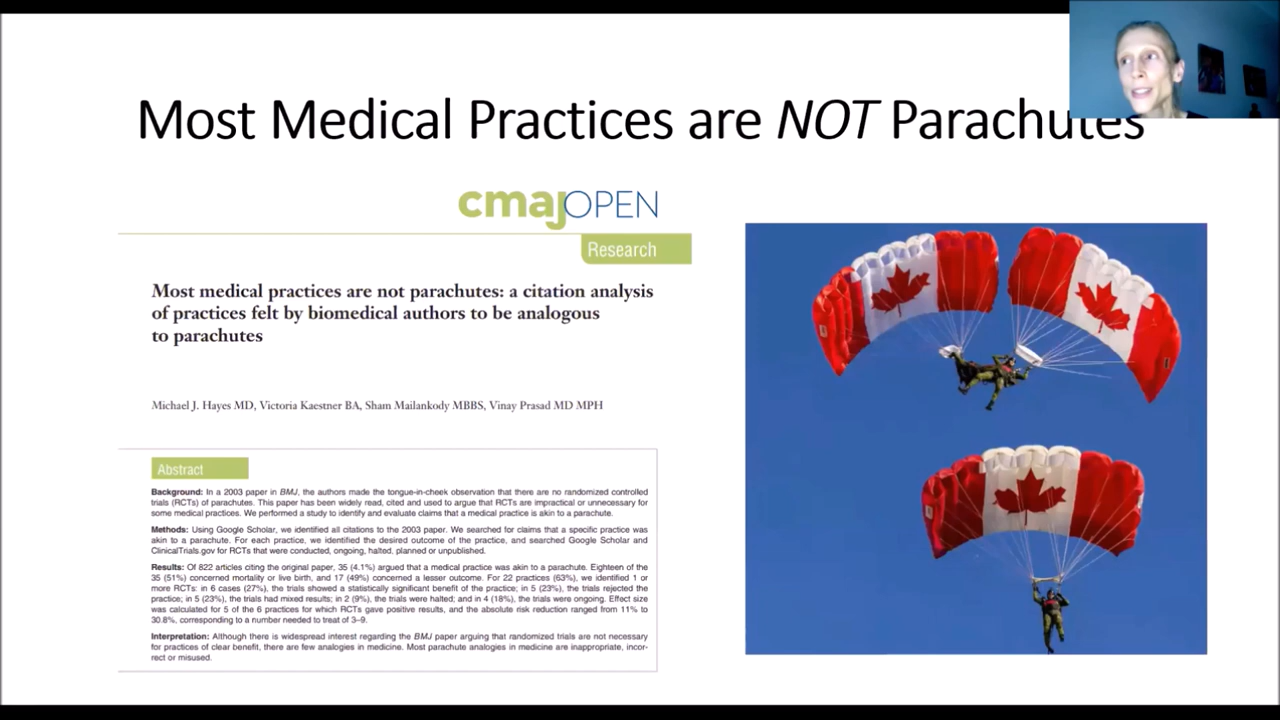 Most Medical Practices are NOT Parachutes
cmajOPEN
Research
Most medical practices are not parachutes: a citation analysis
of practices felt by biomedical authors to be analogous
to parachutes
Michael J. Hayes MD, Victoria Kaestner BA, Sham Mailankody MBBS, Vinay Prasad MD MPH
Abstract
Background: In a 2003 paper in BMJ, the authors made the tongue-in-cheek observation that there are no randomized controlled
trials (RCTs) of parachutes. This paper has been widely read, cited and used to argue that RCTs are impractical or unnecessary for
some medical practices. We performed a study to identify and evaluate claims that a medical practice is akin to a parachute.
Methods: Using Google Scholar, we identified all citations to the 2003 paper. We searched for claims that a specific practice was
akin to a parachute. For each practice, we identified the desired outcome of the practice, and searched Google Scholar and
ClinicalTrials.gov for RCTs that were conducted, ongoing, halted, planned or unpublished.
Results: Of 822 articles citing the original paper, 35 (4.1%) argued that a medical practice was akin to a parachute. Eighteen of the
35 (51%) concerned mortality or live birth, and 17 (49%) concerned a lesser outcome. For 22 practices (63%), we identified 1 or
more RCTs: in 6 cases (27%), the trials showed a statistically significant benefit of the practice; in 5 (23%), the trials rejected the
practice; in 5 (23%), the trials had mixed results; in 2 (9%), the trials were halted; and in 4 (18%), the trials were ongoing. Effect size
was calculated for 5 of the 6 practices for which RCTs gave positive results, and the absolute risk reduction ranged from 11% to
30.8%, corresponding to a number needed to treat of 3–9.
Interpretation: Although there is widespread interest regarding the BMJ paper arguing that randomized trials are not necessary
for practices of clear benefit, there are few analogies in medicine. Most parachute analogies in medicine are inappropriate, incor-
rect or misused.